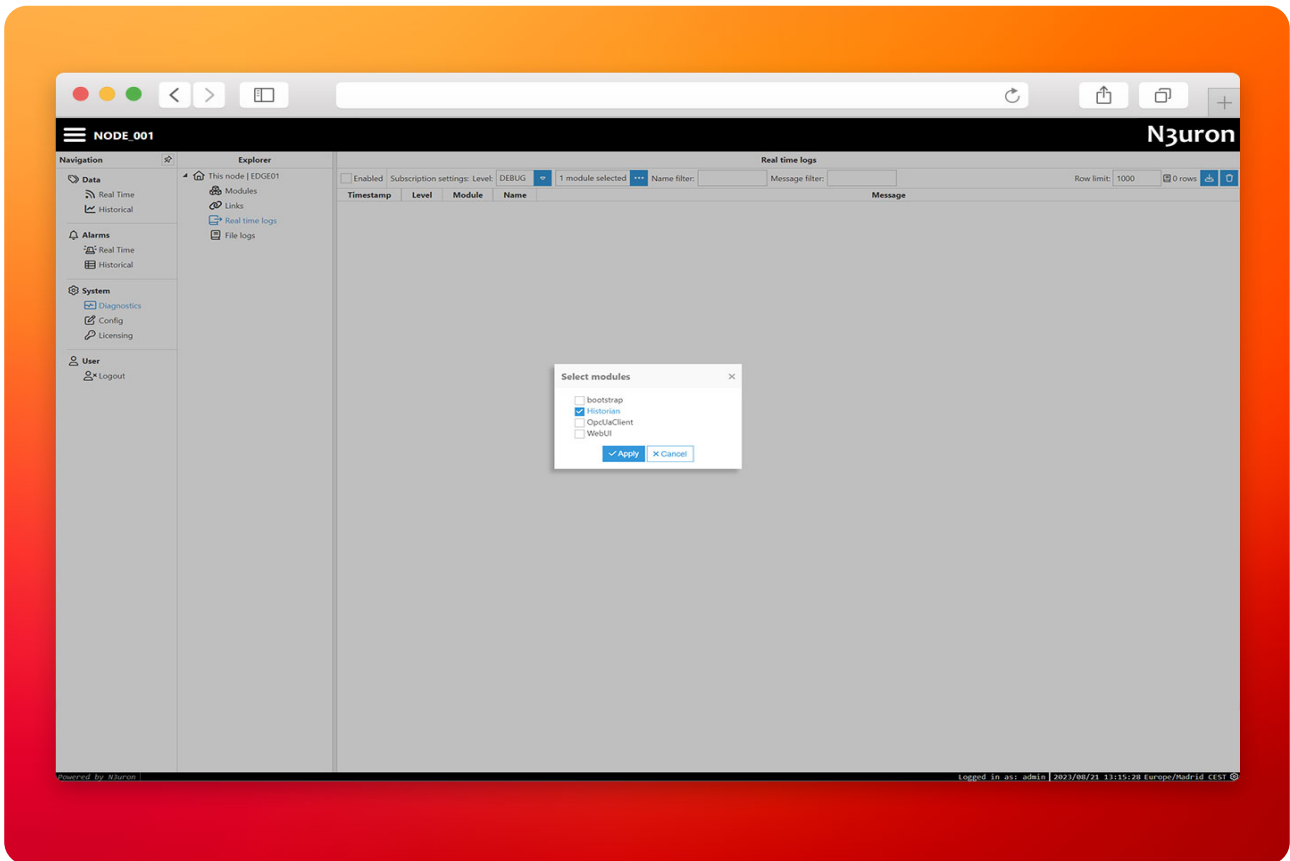 NODE_001
N3uron
Navigation
Explorer
Real time logs
Data
Real Time
Historical
Alarms
Real Time
Historical
System
Diagnostics
Config
Licensing
User
Logout
This node | EDGE01
Modules
Links
Real time logs
File logs
Enabled Subscription settings: Level: DEBUG 1 module selected ... Name filter: Message filter: Row limit: 1000 0 rows
Timestamp Level Module Name Message
Select modules
bootstrap
Historian
OpcUaClient
WebUI
Apply Cancel
Powered by N3uron
Logged in as: admin 2023/08/21 13:15:28 Europe/Madrid CEST